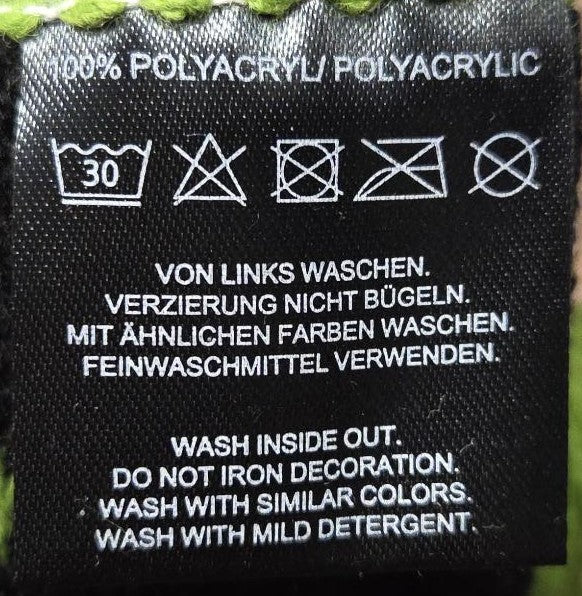 100% POLYACRYL/ POLYACRYLIC
30
VON LINKS WASCHEN.
VERZIERUNG NICHT BÜGELN.
MIT ÄHNLICHEN FARBEN WASCHEN.
FEINWASCHMITTEL VERWENDEN.
WASH INSIDE OUT.
DO NOT IRON DECORATION.
WASH WITH SIMILAR COLORS.
WASH WITH MILD DETERGENT.